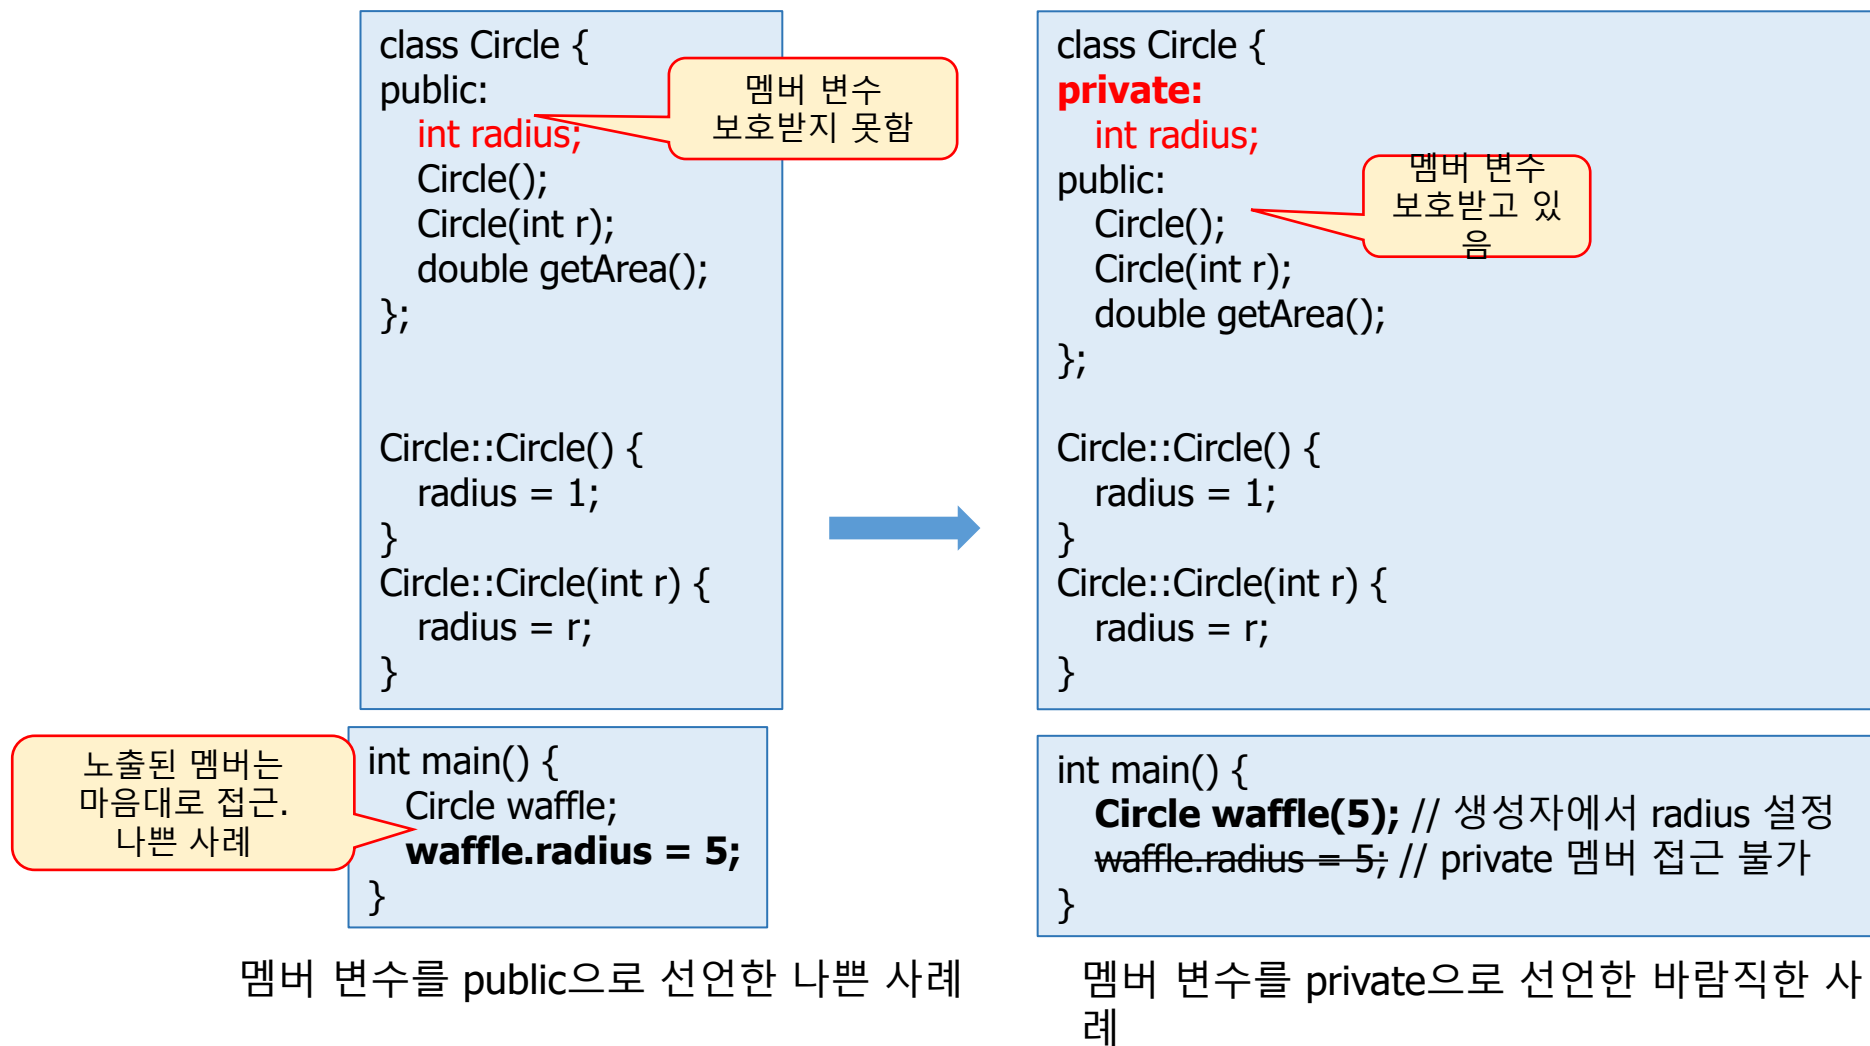 class Circle {
public:
int radius;
Circle();
Circle(int r);
double getArea();
};
Circle::Circle() {
radius = 1;
}
Circle::Circle(int r) {
radius = r;
}
멤버 변수
보호받지 못함
int main() {
Circle waffle;
waffle.radius = 5;
}
노출된 멤버는
마음대로 접근.
나쁜 사례
멤버 변수를 public으로 선언한 나쁜 사례
class Circle {
private:
int radius;
public:
Circle();
Circle(int r);
double getArea();
};
Circle::Circle() {
radius = 1;
}
Circle::Circle(int r) {
radius = r;
}
멤버 변수
보호받고 있
음
int main() {
Circle waffle(5); // 생성자에서 radius 설정
waffle.radius = 5; // private 멤버 접근 불가
}
멤버 변수를 private으로 선언한 바람직한 사
례